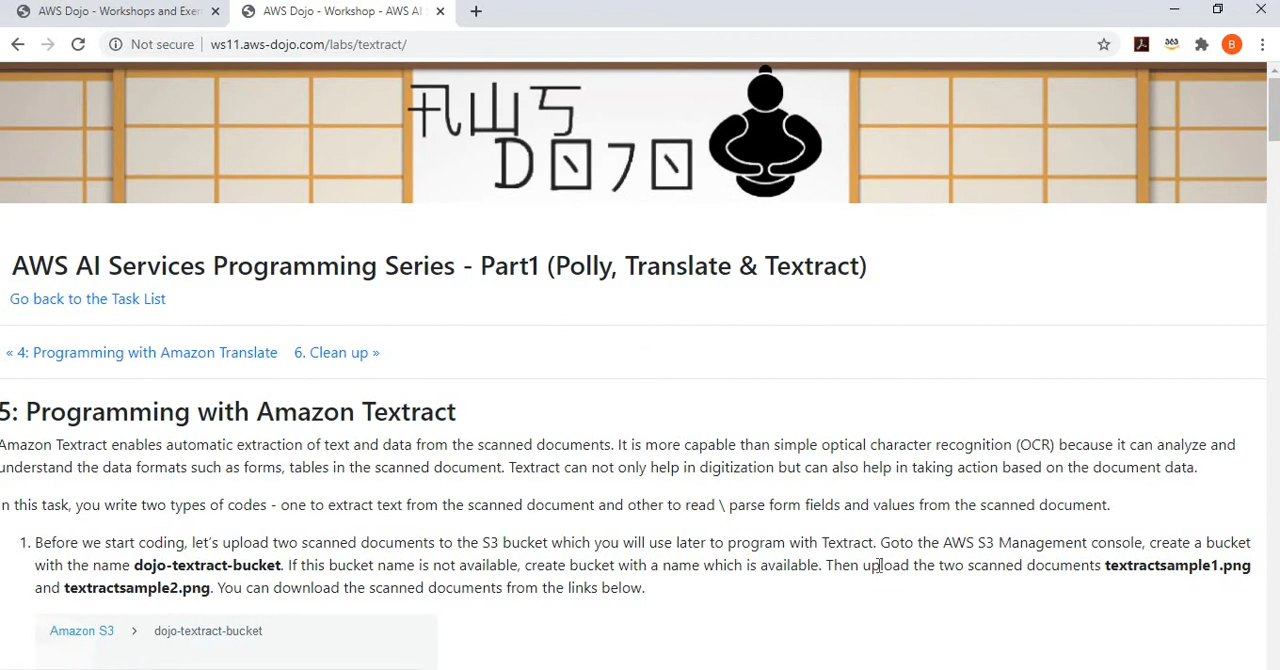 AWS Dojo - Workshops and Exer
AWS Dojo - Workshop - AWS AI
Not secure
ws11.aws-dojo.com/labs/textract/
B
AWS
DOJO
AWS AI Services Programming Series - Part1 (Polly, Translate & Textract)
Go back to the Task List
« 4: Programming with Amazon Translate 6. Clean up »
5: Programming with Amazon Textract
Amazon Textract enables automatic extraction of text and data from the scanned documents. It is more capable than simple optical character recognition (OCR) because it can analyze and
understand the data formats such as forms, tables in the scanned document. Textract can not only help in digitization but can also help in taking action based on the document data.
In this task, you write two types of codes - one to extract text from the scanned document and other to read \ parse form fields and values from the scanned document.
1. Before we start coding, let's upload two scanned documents to the S3 bucket which you will use later to program with Textract. Goto the AWS S3 Management console, create a bucket
with the name dojo-textract-bucket. If this bucket name is not available, create bucket with a name which is available. Then upload the two scanned documents textractsample1.png
and textractsample2.png. You can download the scanned documents from the links below.
Amazon S3 > dojo-textract-bucket